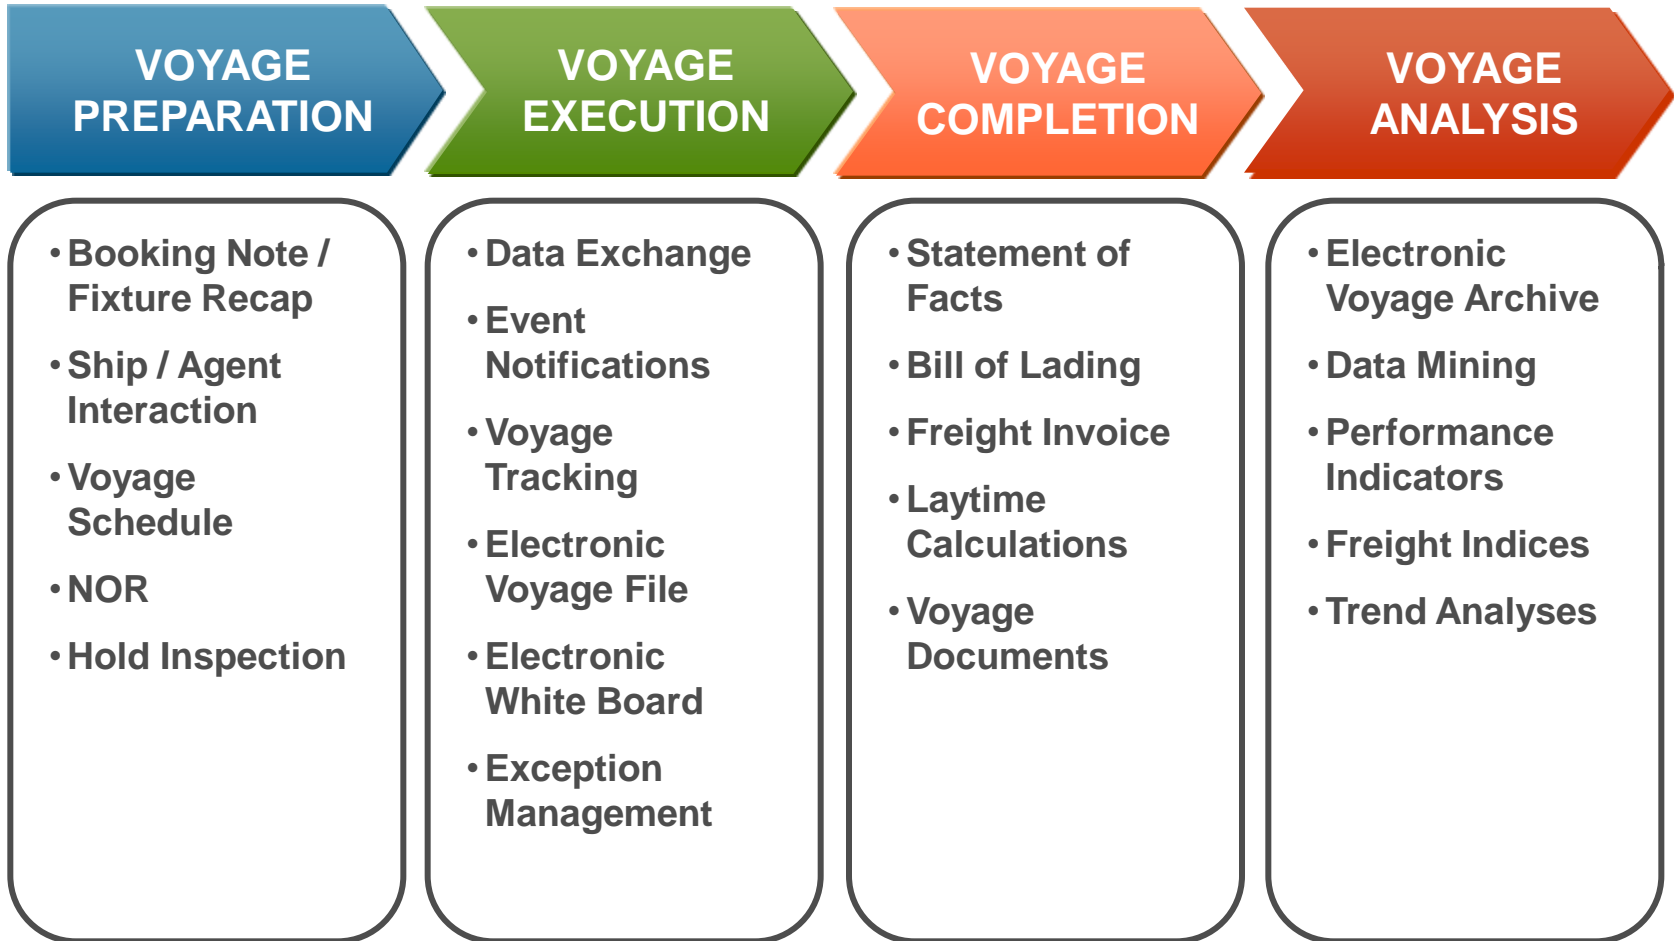 VOYAGE
PREPARATION
VOYAGE
EXECUTION
VOYAGE
COMPLETION
VOYAGE
ANALYSIS
• Booking Note /
Fixture Recap
• Ship / Agent
Interaction
• Voyage
Schedule
• NOR
• Hold Inspection
• Data Exchange
• Event
Notifications
• Voyage
Tracking
• Electronic
Voyage File
• Electronic
White Board
• Exception
Management
• Statement of
Facts
• Bill of Lading
• Freight Invoice
• Laytime
Calculations
• Voyage
Documents
• Electronic
Voyage Archive
• Data Mining
• Performance
Indicators
• Freight Indices
• Trend Analyses